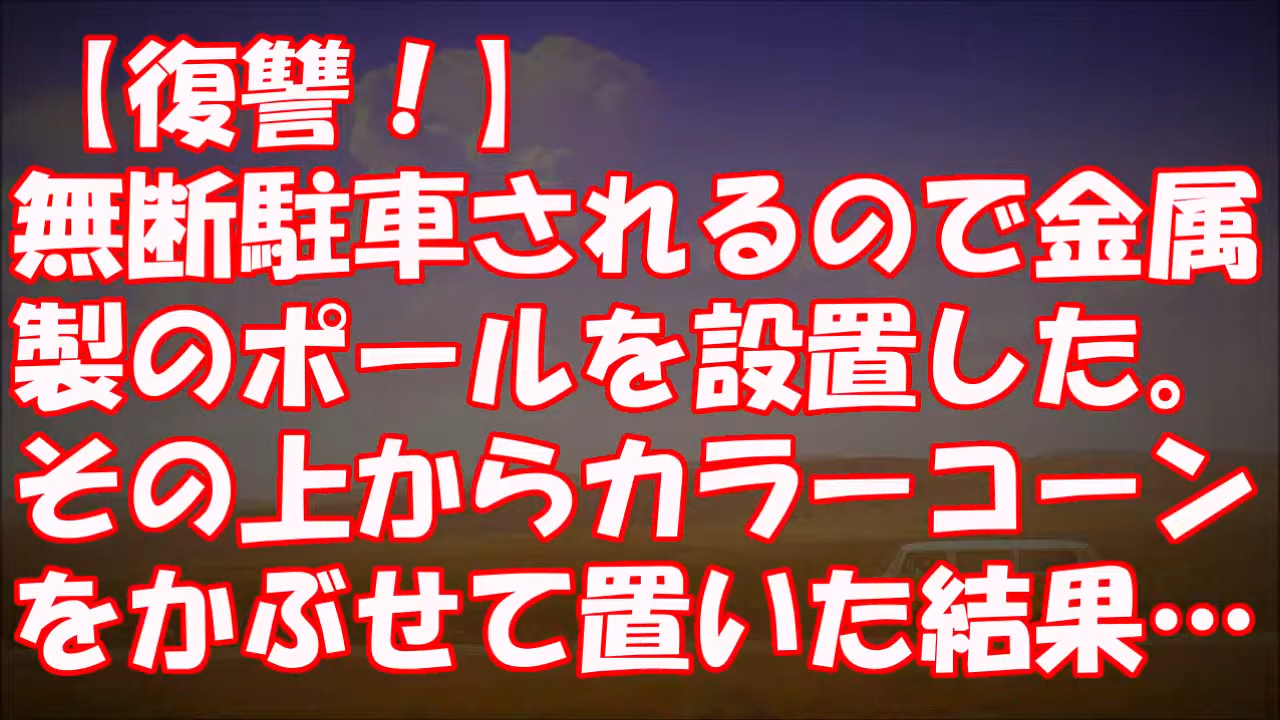 【復讐！】
無断駐車されるので金属
製のポールを設置した。
その上からカラーコーン
をかぶせて置いた結果…